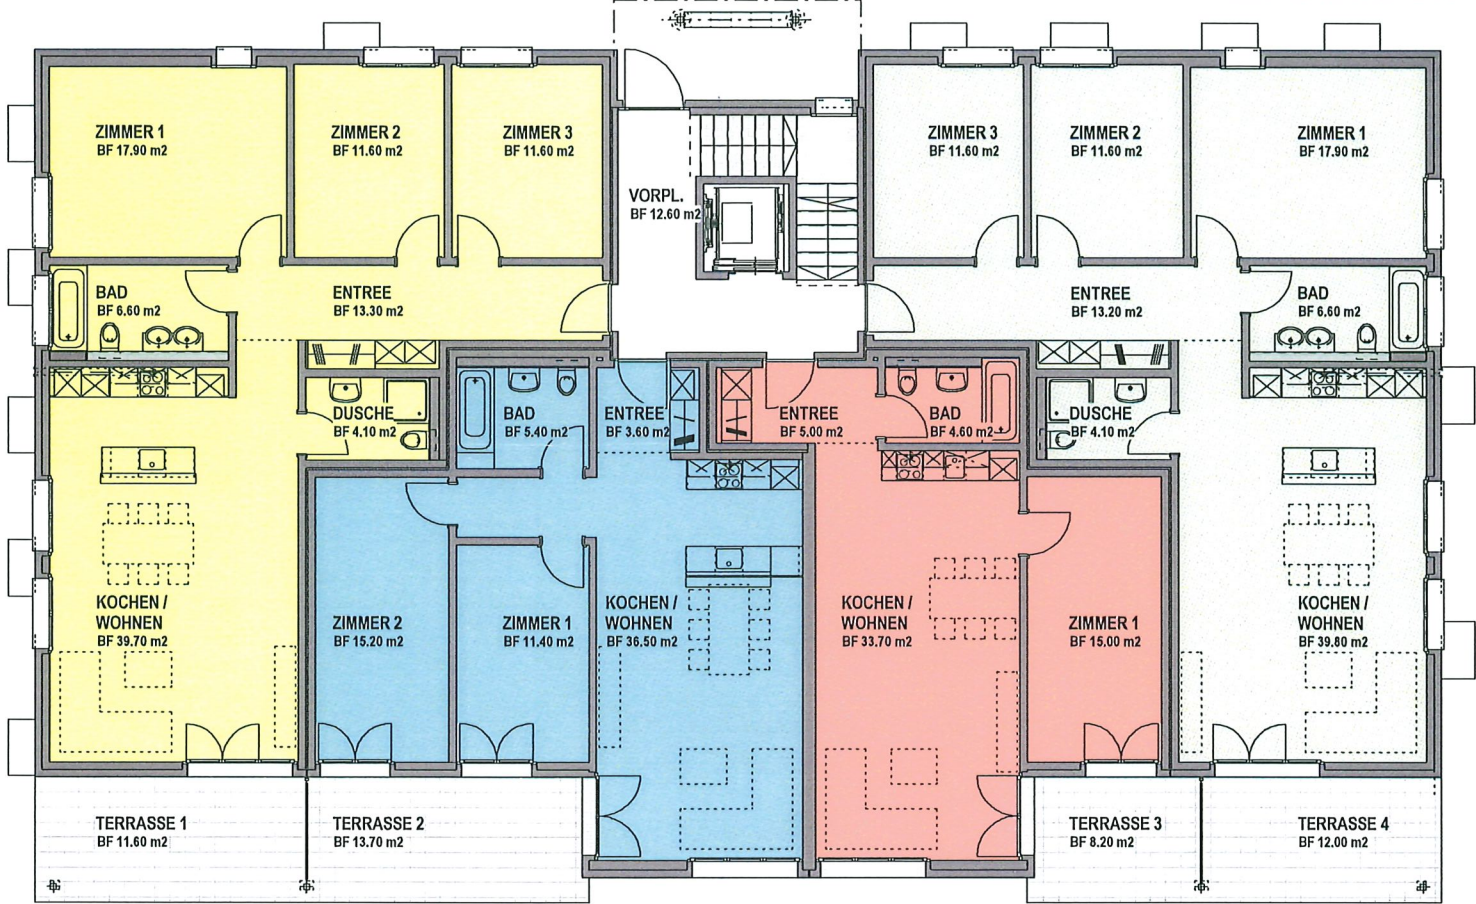 ZIMMER 1
BF 17.90 m2
ZIMMER 2
BF 11.60 m2
ZIMMER 3
BF 11.60 m2
VORPL.
BF 12.60 m2
ZIMMER 3
BF 11.60 m2
ZIMMER 2
BF 11.60 m2
ZIMMER 1
BF 17.90 m2
BAD
BF 6.60 m2
ENTREE
BF 13.30 m2
ENTREE
BF 13.20 m2
BAD
BF 6.60 m2
DUSCHE
BF 4.10 m2
BAD
BF 5.40 m2
ENTREE
BF 3.60 m2
ENTREE
BF 5.00 m2
BAD
BF 4.60 m2
DUSCHE
BF 4.10 m2
KOCHEN /
WOHNEN
BF 39.70 m2
ZIMMER 2
BF 15.20 m2
ZIMMER 1
BF 11.40 m2
KOCHEN /
WOHNEN
BF 36.50 m2
KOCHEN /
WOHNEN
BF 33.70 m2
ZIMMER 1
BF 15.00 m2
KOCHEN /
WOHNEN
BF 39.80 m2
TERRASSE 1
BF 11.60 m2
TERRASSE 2
BF 13.70 m2
TERRASSE 3
BF 8.20 m2
TERRASSE 4
BF 12.00 m2